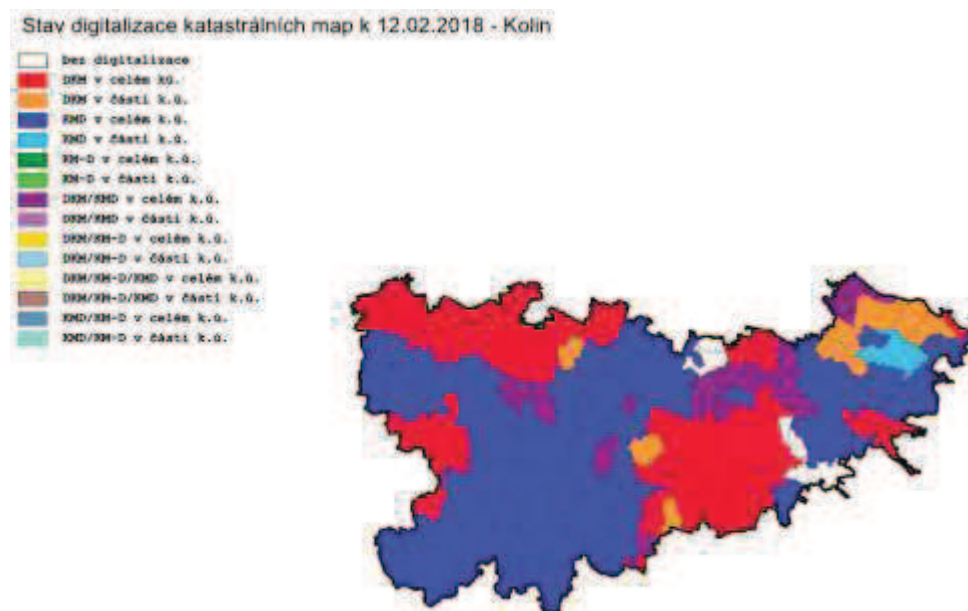 Stav digitalizace katastrálních map k 12.02.2018 - Kolín
bez digitalizace
DKM v celém kú.
DKM v části k.ú.
KMD v celém k.ú.
KMD v části k.ú.
KM-D v celém k.ú.
KM-D v části k.ú.
DKM/KMD v celém k.ú.
DKM/KMD v části k.ú.
DKM/KM-D v celém k.ú.
DKM/KM-D v části k.ú.
DKM/KM-D/KMD v celém k.ú.
DKM/KM-D/KMD v části k.ú.
KMD/KM-D v celém k.ú.
KMD/KM-D v části k.ú.